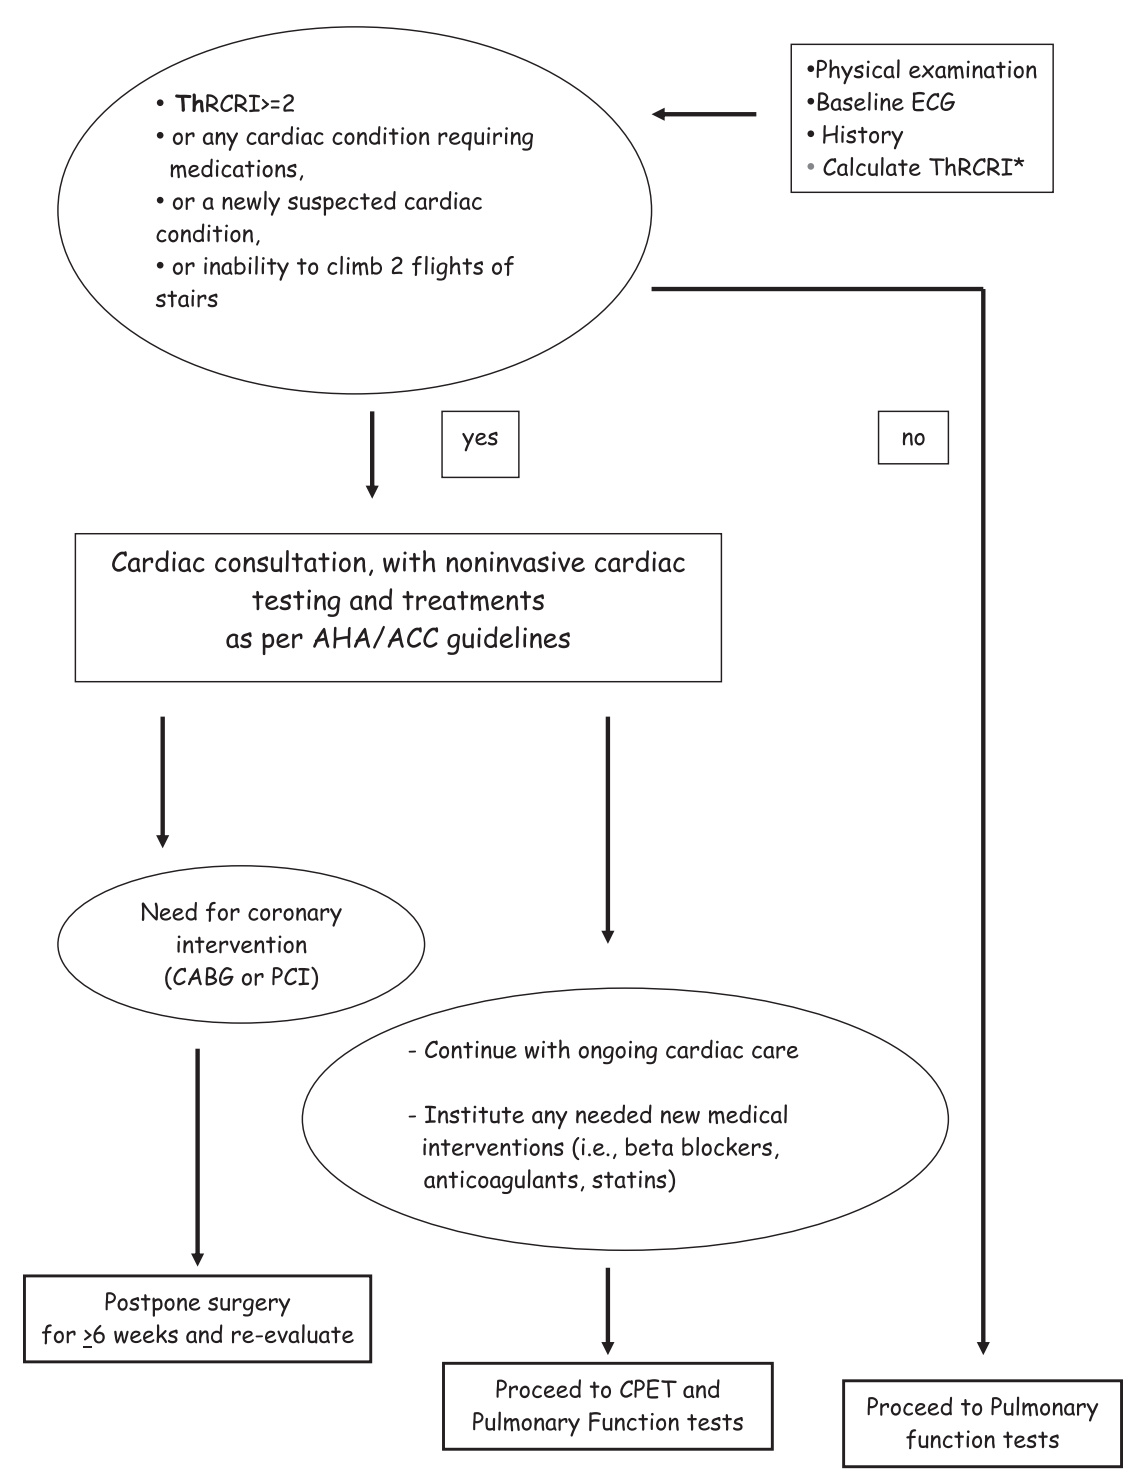 •Physical examination
•Baseline ECG
• History
• Calculate ThRCRI*
• ThRCRI>=2
• or any cardiac condition requiring
medications,
• or a newly suspected cardiac
condition,
• or inability to climb 2 flights of
stairs
yes
no
Cardiac consultation, with noninvasive cardiac
testing and treatments
as per AHA/ACC guidelines
Need for coronary
intervention
(CABG or PCI)
- Continue with ongoing cardiac care
- Institute any needed new medical
interventions (i.e., beta blockers,
anticoagulants, statins)
Postpone surgery
for ≥6 weeks and re-evaluate
Proceed to CPET and
Pulmonary Function tests
Proceed to Pulmonary
function tests